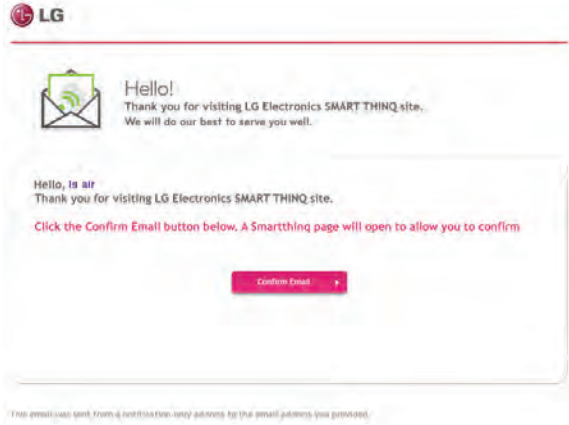 LG
Hello!
Thank you for visiting LG Electronics SMART THINQ site.
We will do our best to serve you well.
Hello, ls air
Thank you for visiting LG Electronics SMART THINQ site.
Click the Confirm Email button below. A Smartthinq page will open to allow you to confirm
Confirm Email
This email was sent from a notification-only address to the email address you provided.